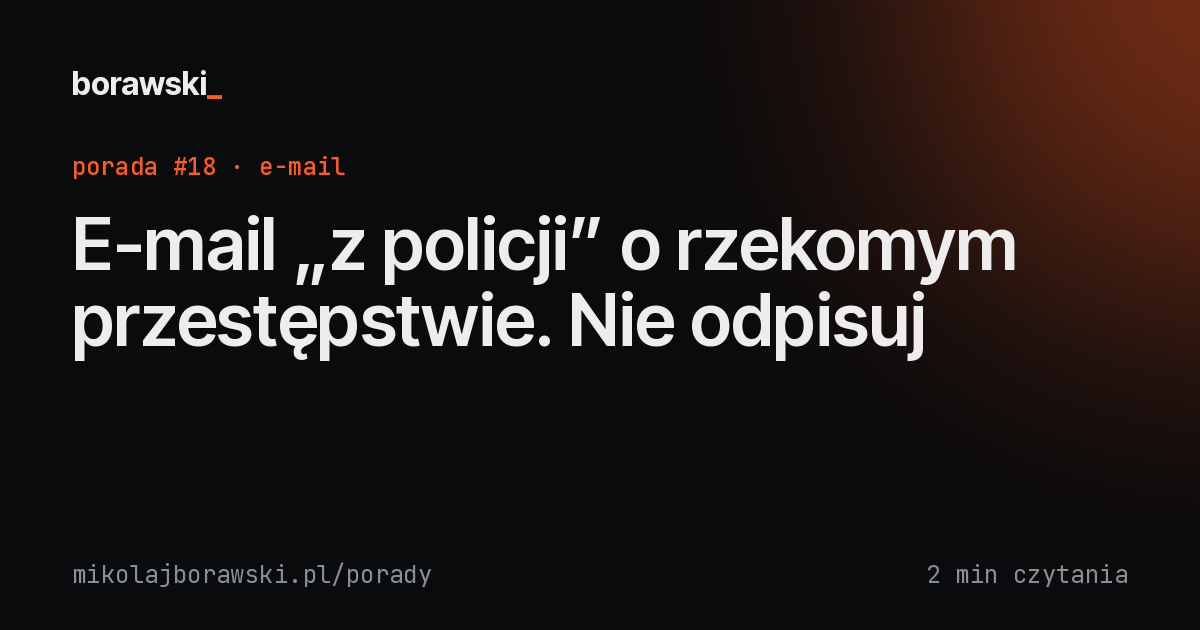 borawski_
porada #18 · e-mail
E-mail „z policji” o rzekomym
przestępstwie. Nie odpisuj
mikolajborawski.pl/porady
2 min czytania